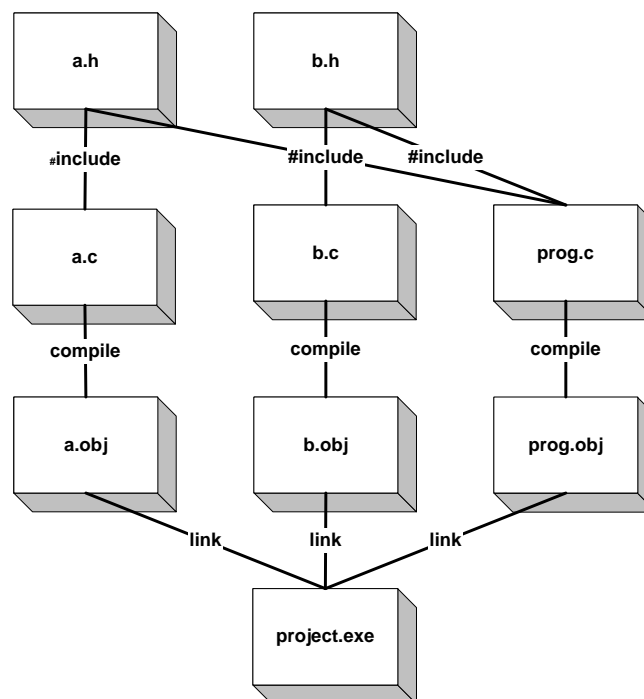 a.h
b.h
#include
#include
#include
a.c
b.c
prog.c
compile
compile
compile
a.obj
b.obj
prog.obj
link
link
link
project.exe